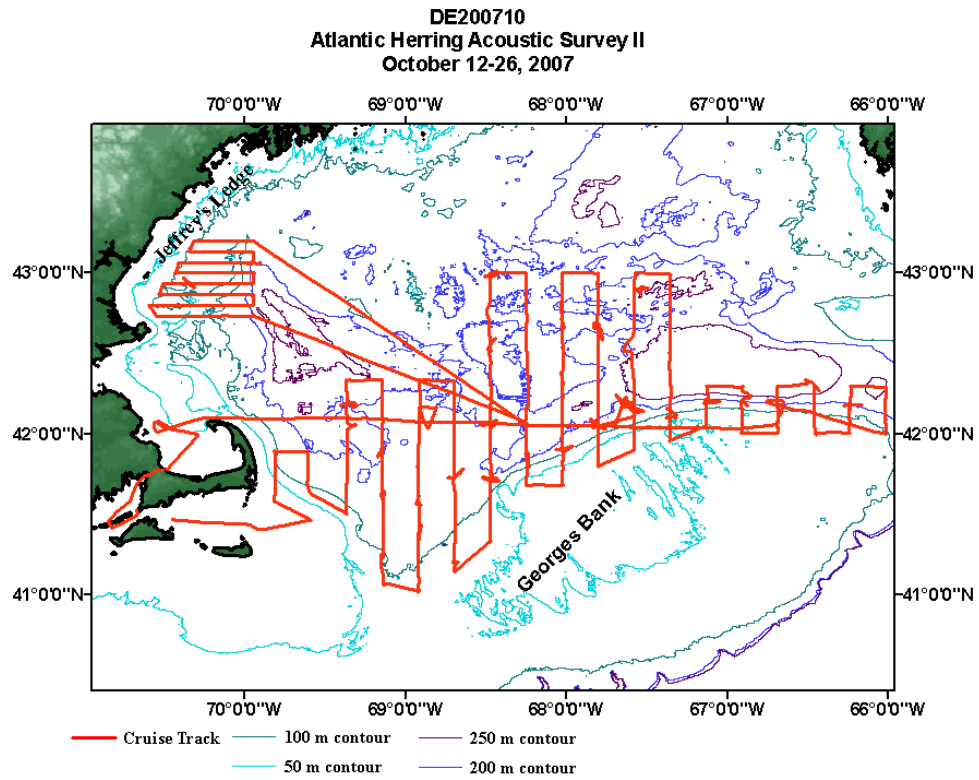 DE200710
Atlantic Herring Acoustic Survey II
October 12-26, 2007
70°0'0"W 69°0'0"W 68°0'0"W 67°0'0"W 66°0'0"W
Jeffrey's Ledge
43°0'0"N 43°0'0"N
42°0'0"N 42°0'0"N
Georges Bank
41°0'0"N 41°0'0"N
70°0'0"W 69°0'0"W 68°0'0"W 67°0'0"W 66°0'0"W
Cruise Track 100 m contour 250 m contour
50 m contour 200 m contour